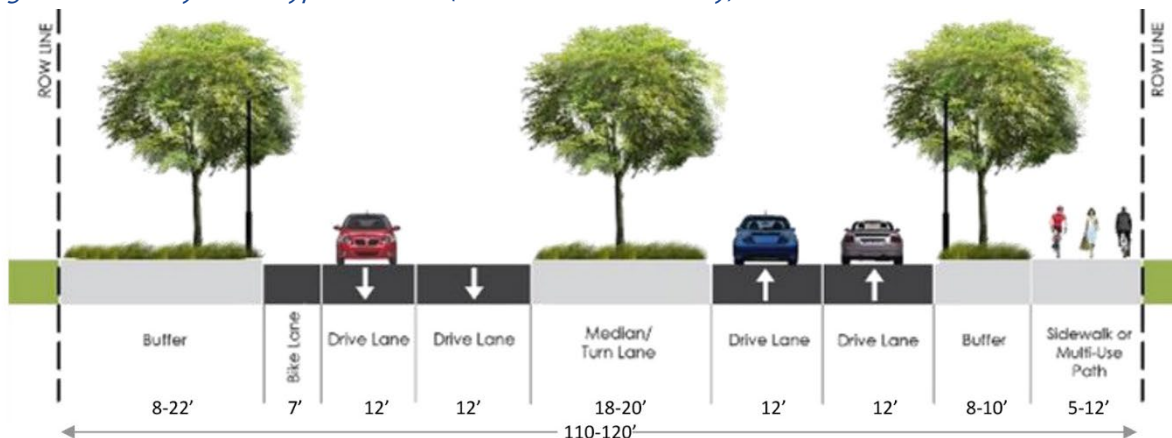 ROW LINE
ROW LINE
Buffer
Bike Lane
Drive Lane
Drive Lane
Median/
Turn Lane
Drive Lane
Drive Lane
Buffer
Sidewalk or
Multi-Use
Path
8-22’
7’
12’
12’
18-20’
12’
12’
8-10’
5-12’
110-120’